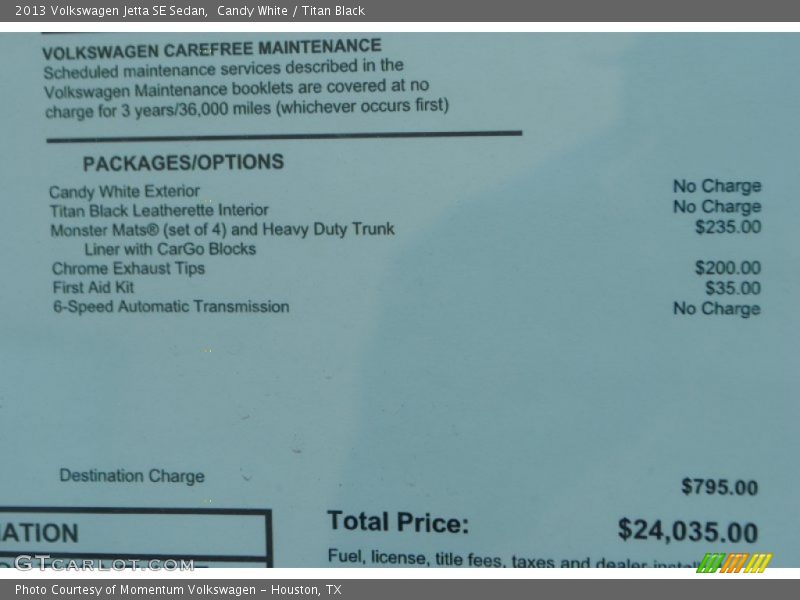 2013 Volkswagen Jetta SE Sedan, Candy White / Titan Black
VOLKSWAGEN CAREFREE MAINTENANCE
Scheduled maintenance services described in the
Volkswagen Maintenance booklets are covered at no
charge for 3 years/36,000 miles (whichever occurs first)
PACKAGES/OPTIONS
Candy White Exterior No Charge
Titan Black Leatherette Interior No Charge
Monster Mats® (set of 4) and Heavy Duty Trunk $235.00
Liner with CarGo Blocks
Chrome Exhaust Tips $200.00
First Aid Kit $35.00
6-Speed Automatic Transmission No Charge
Destination Charge $795.00
ATION
Total Price: $24,035.00
Fuel, license, title fees, taxes and dealer
GTCARLOT.COM
Photo Courtesy of Momentum Volkswagen - Houston, TX